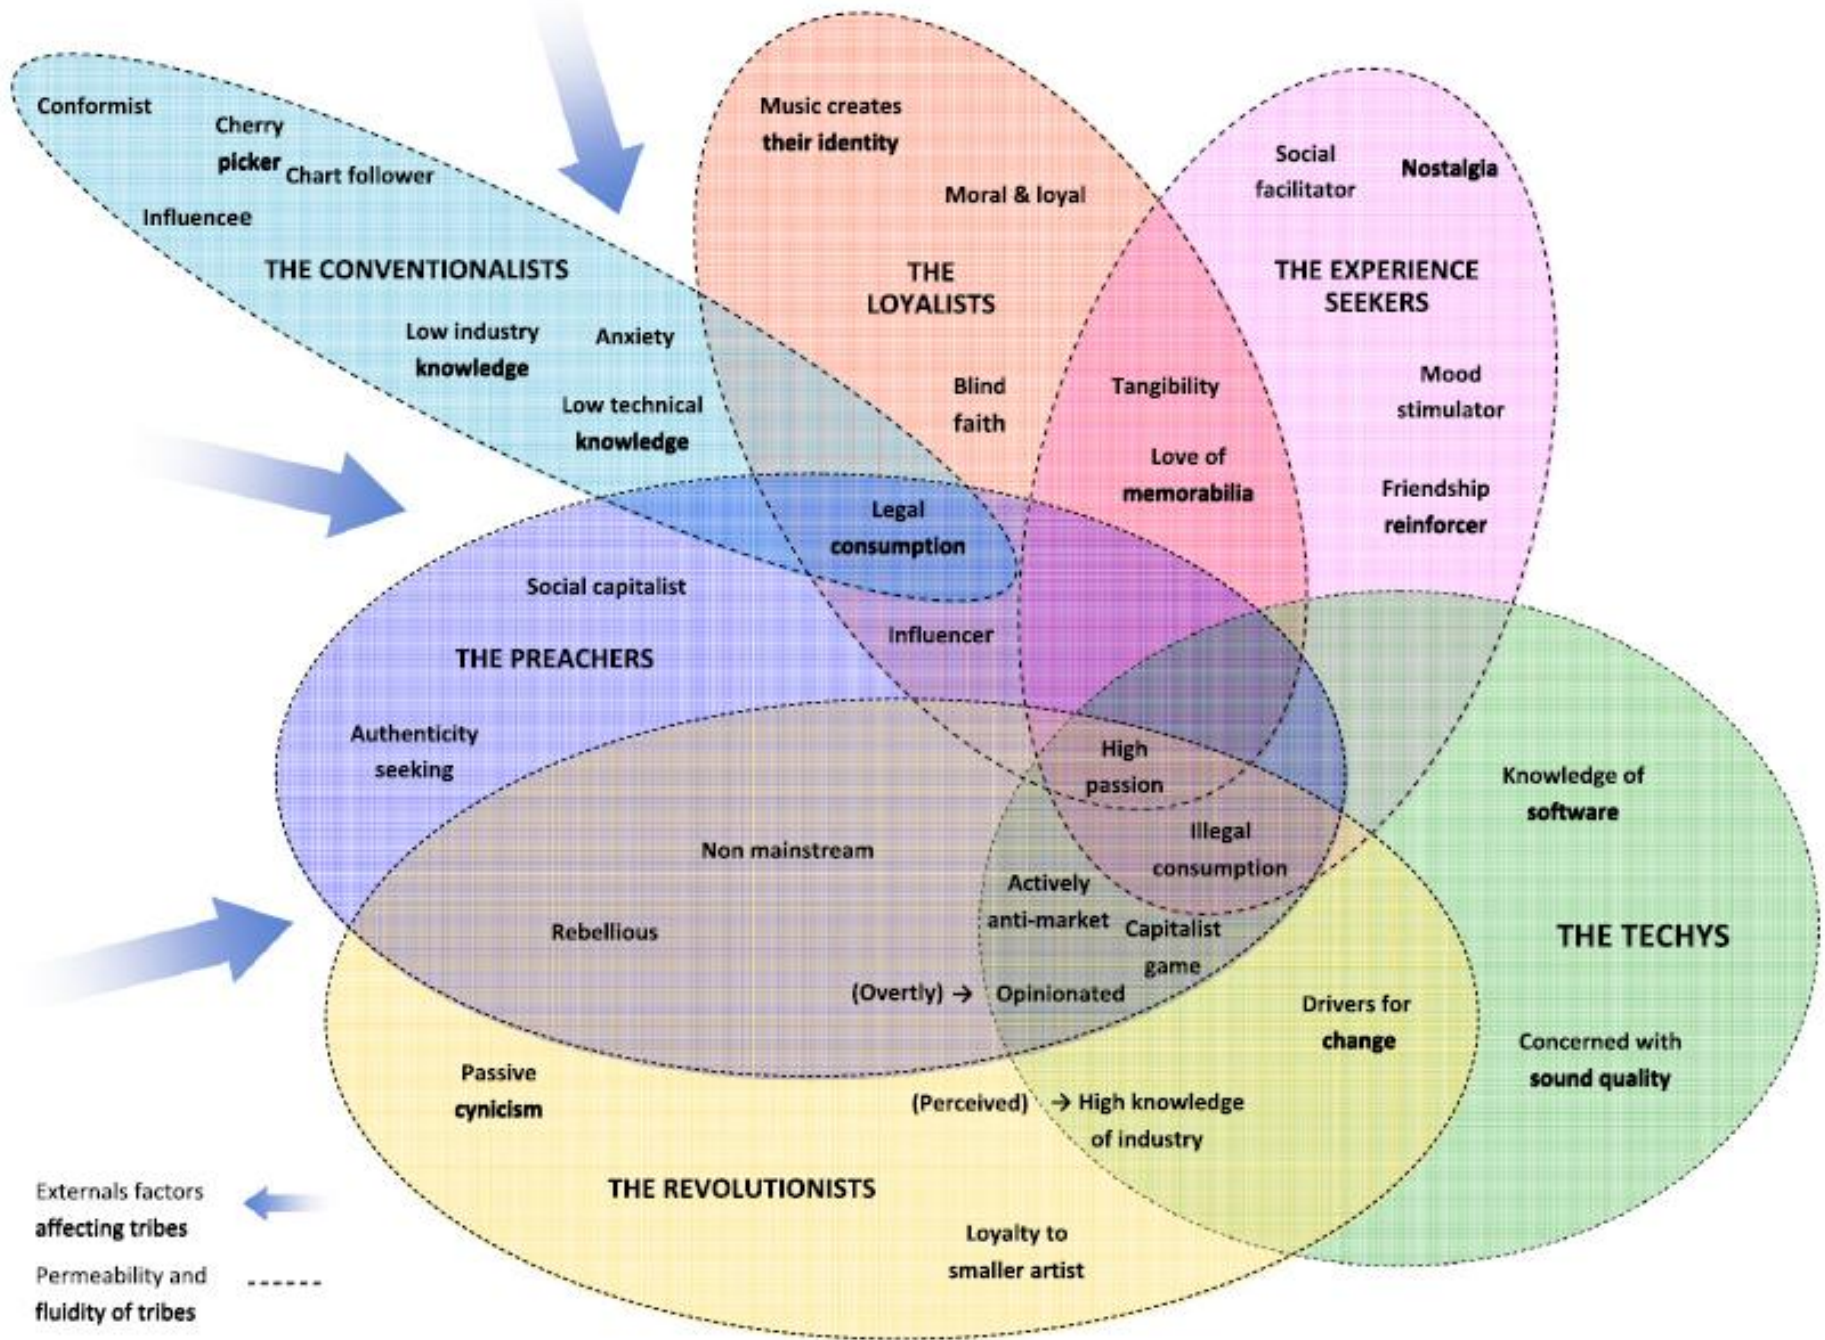 Conformist
Cherry
picker
Chart follower
Influencee
THE CONVENTIONALISTS
Low industry
knowledge
Anxiety
Low technical
knowledge
Music creates
their identity
Moral & loyal
THE
LOYALISTS
Blind
faith
Social
facilitator
Nostalgia
THE EXPERIENCE
SEEKERS
Mood
stimulator
Friendship
reinforcer
Tangibility
Love of
memorabilia
Legal
consumption
Social capitalist
Influencer
THE PREACHERS
Authenticity
seeking
High
passion
Illegal
consumption
Non mainstream
Rebellious
Actively
anti-market
Capitalist
game
(Overtly) → Opinionated
Knowledge of
software
THE TECHYS
Concerned with
sound quality
Drivers for
change
(Perceived) → High knowledge
of industry
Passive
cynicism
THE REVOLUTIONISTS
Loyalty to
smaller artist
Externals factors
affecting tribes
Permeability and
fluidity of tribes